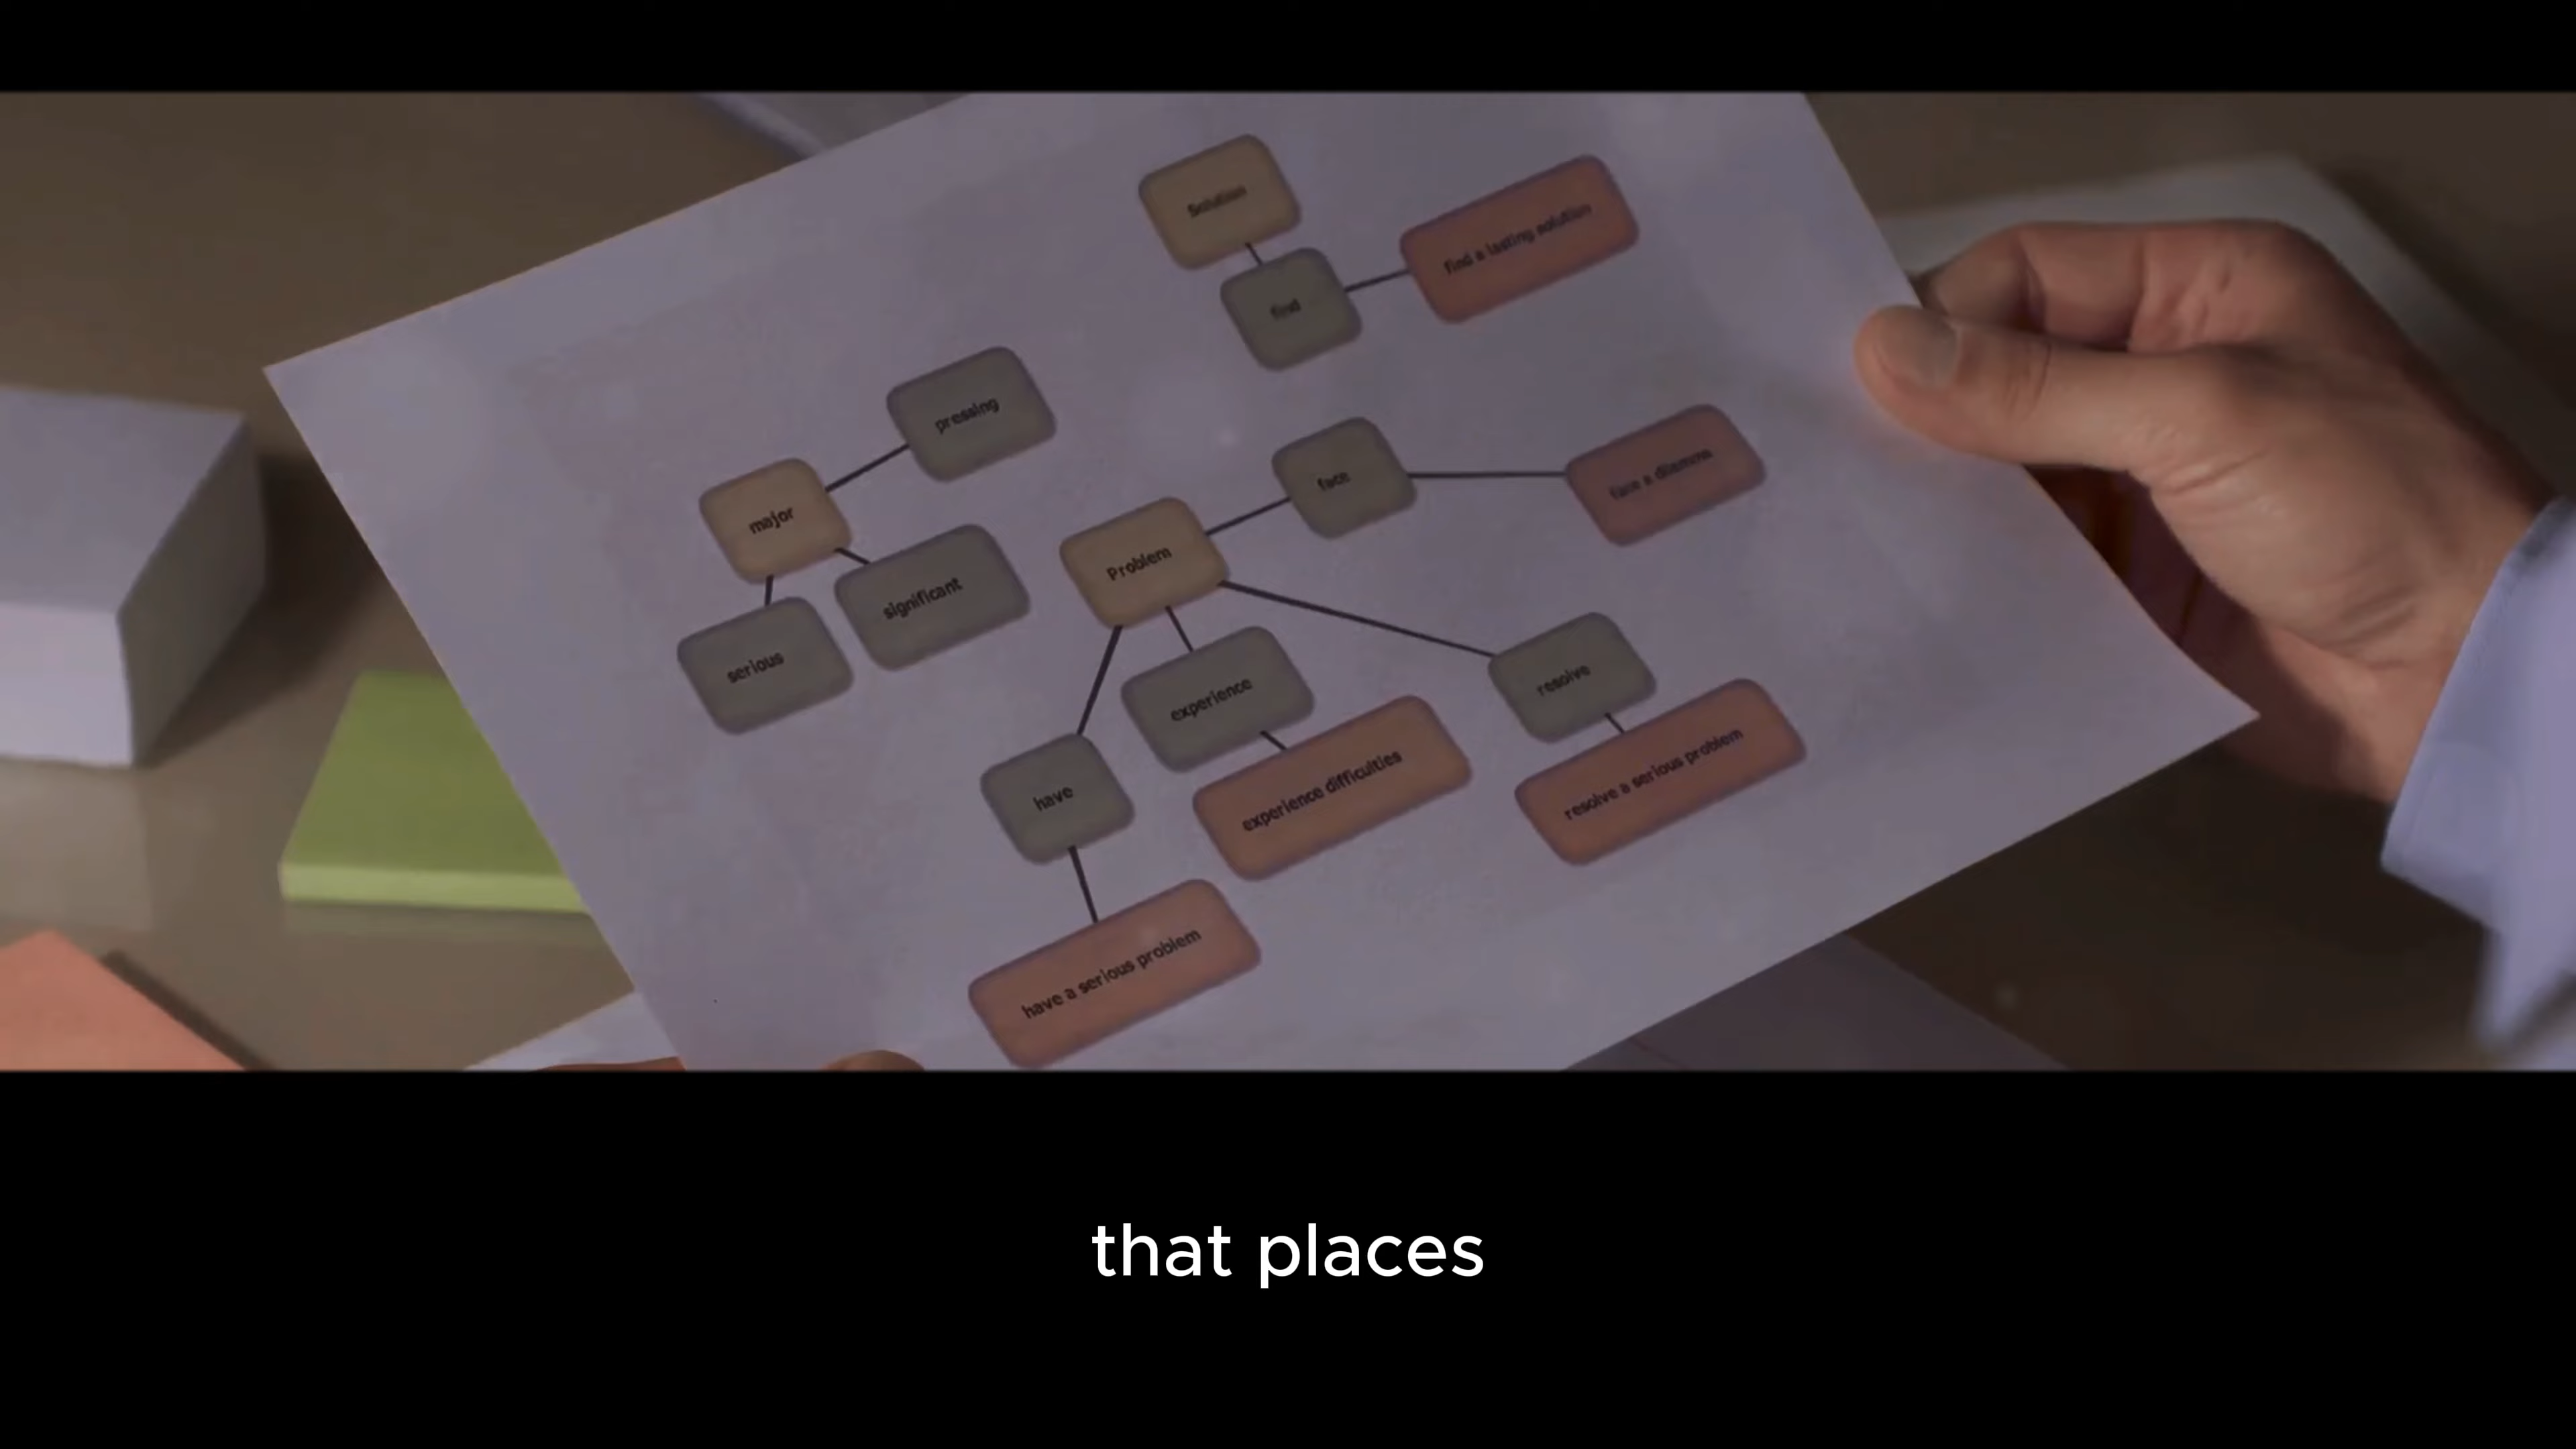 Solution
find
find a lasting solution
pressing
major
significant
serious
Problem
face
face a dilemma
experience
experience difficulties
resolve
resolve a serious problem
have
have a serious problem
that places